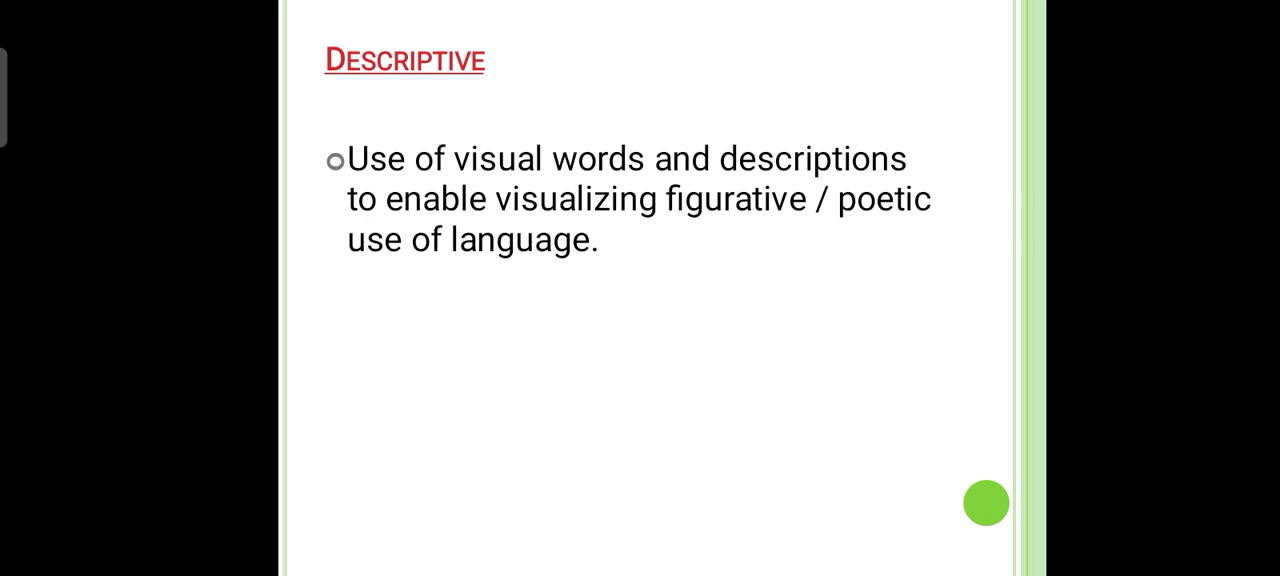 DESCRIPTIVE
Use of visual words and descriptions
to enable visualizing figurative / poetic
use of language.